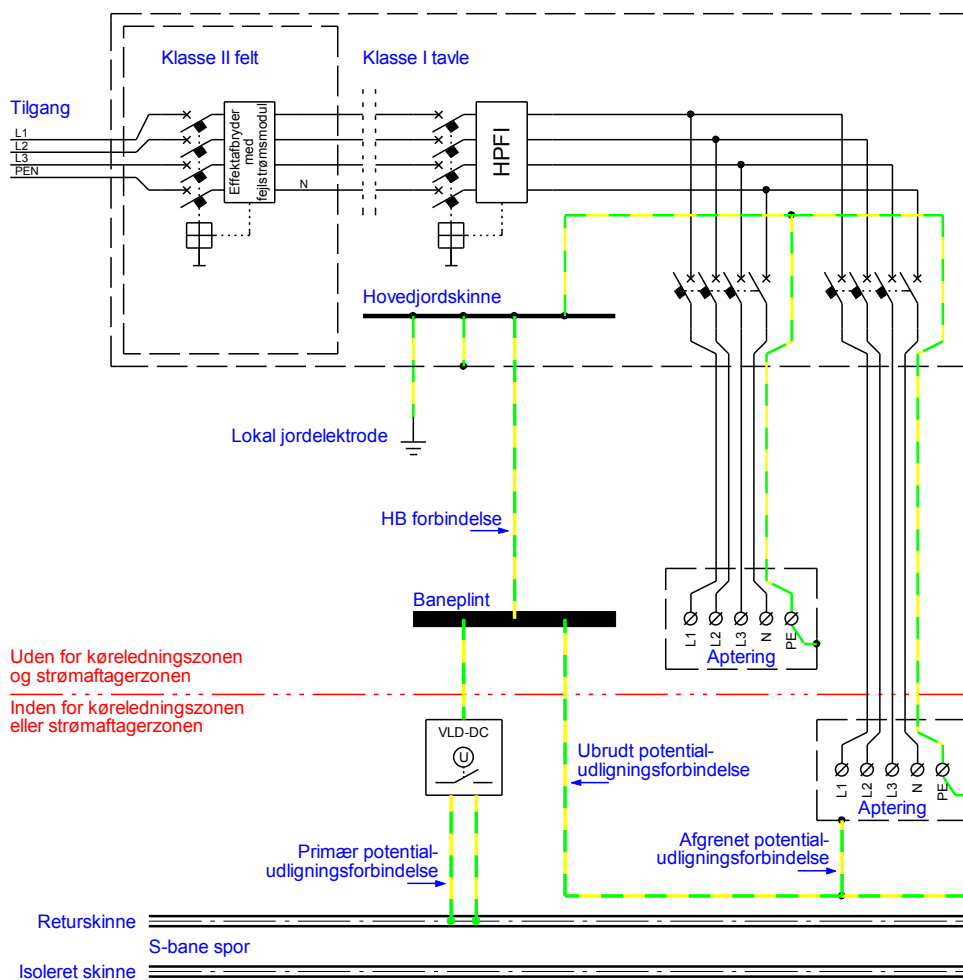 Klasse II felt
Klasse I tavle
Tilgang
L1
L2
L3
PEN
Effektafbryder
med
fejlstrømsmodul
N
HPFI
Hovedjordskinne
Lokal jordelektrode
HB forbindelse
Baneplint
L1
L2
L3
N
PE
Aptering
Uden for køreledningszonen
og strømaftagerzonen
Inden for køreledningszonen
eller strømaftagerzonen
VLD-DC
U
Ubrudt potential-
udligningsforbindelse
L1
L2
L3
N
PE
Aptering
Primær potential-
udligningsforbindelse
Afgrenet potential-
udligningsforbindelse
Returskinne
S-bane spor
Isoleret skinne